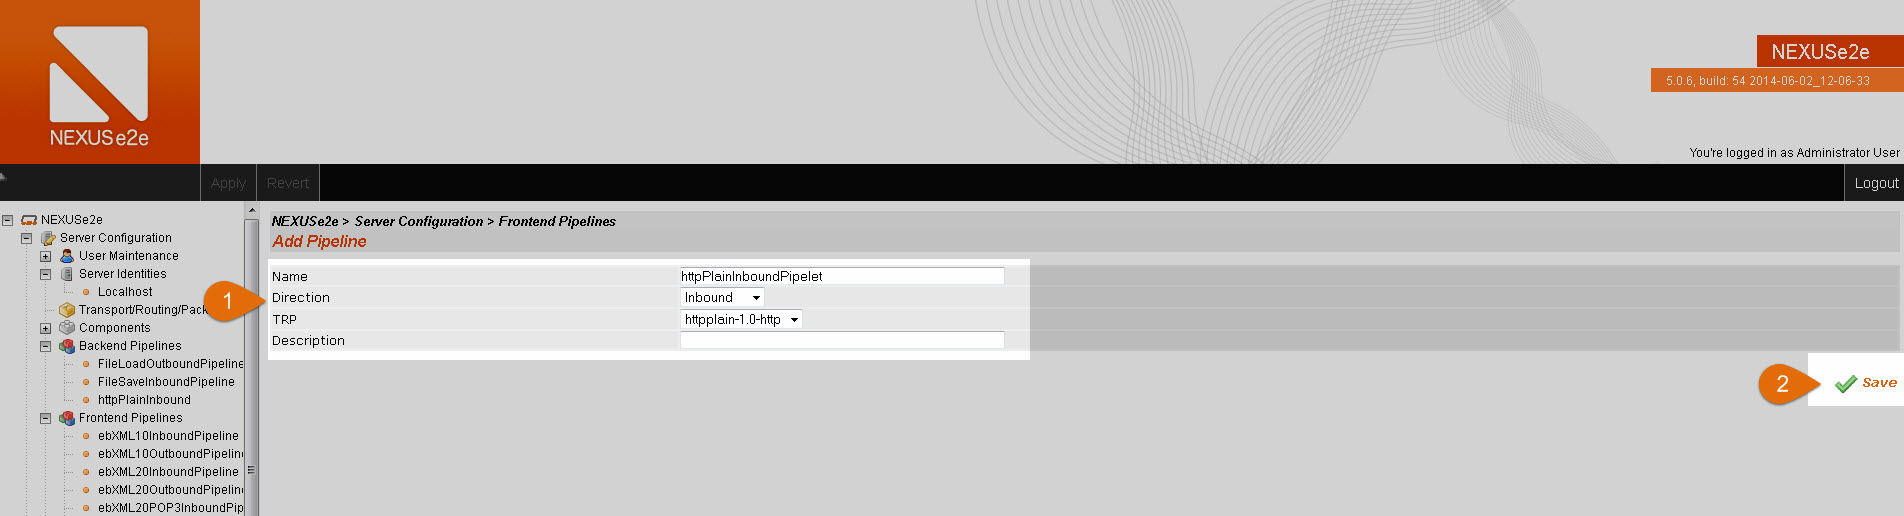 NEXUSe2e
NEXUSe2e
5.0.6, build: 54 2014-06-02_12-06-33
You're logged in as Administrator User
Apply
Revert
Logout
NEXUSe2e
Server Configuration
User Maintenance
Server Identities
Localhost
Transport/Routing/Pack
Components
Backend Pipelines
FileLoadOutboundPipeline
FileSaveInboundPipeline
httpPlainInbound
Frontend Pipelines
ebXML10InboundPipeline
ebXML10OutboundPipelin
ebXML20InboundPipeline
ebXML20OutboundPipelin
ebXML20POP3InboundPip
NEXUSe2e > Server Configuration > Frontend Pipelines
Add Pipeline
1
Name httpPlainInboundPipelet
Direction Inbound
TRP httpplain-1.0-http
Description
2 Save